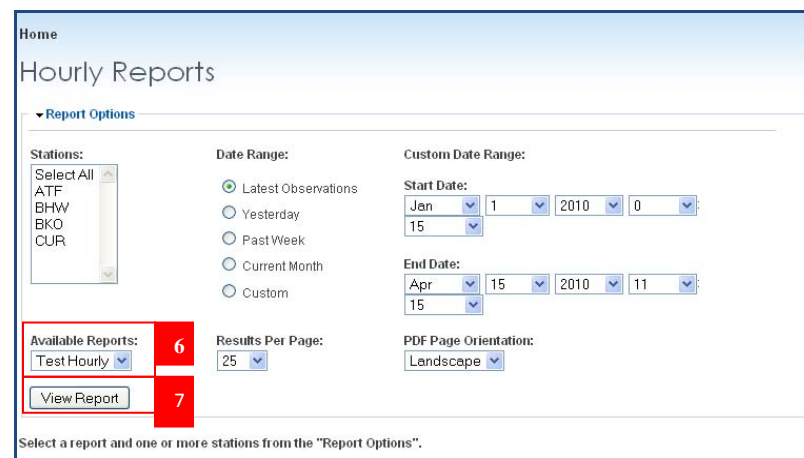 Home
Hourly Reports
Report Options
Stations:
Select All
ATF
BHW
BKO
CUR
Date Range:
Latest Observations
Yesterday
Past Week
Current Month
Custom
Custom Date Range:
Start Date:
Jan 1 2010 0 :
15
End Date:
Apr 15 2010 11 :
15
Available Reports:
Test Hourly
6
Results Per Page:
25
PDF Page Orientation:
Landscape
View Report
7
Select a report and one or more stations from the "Report Options".